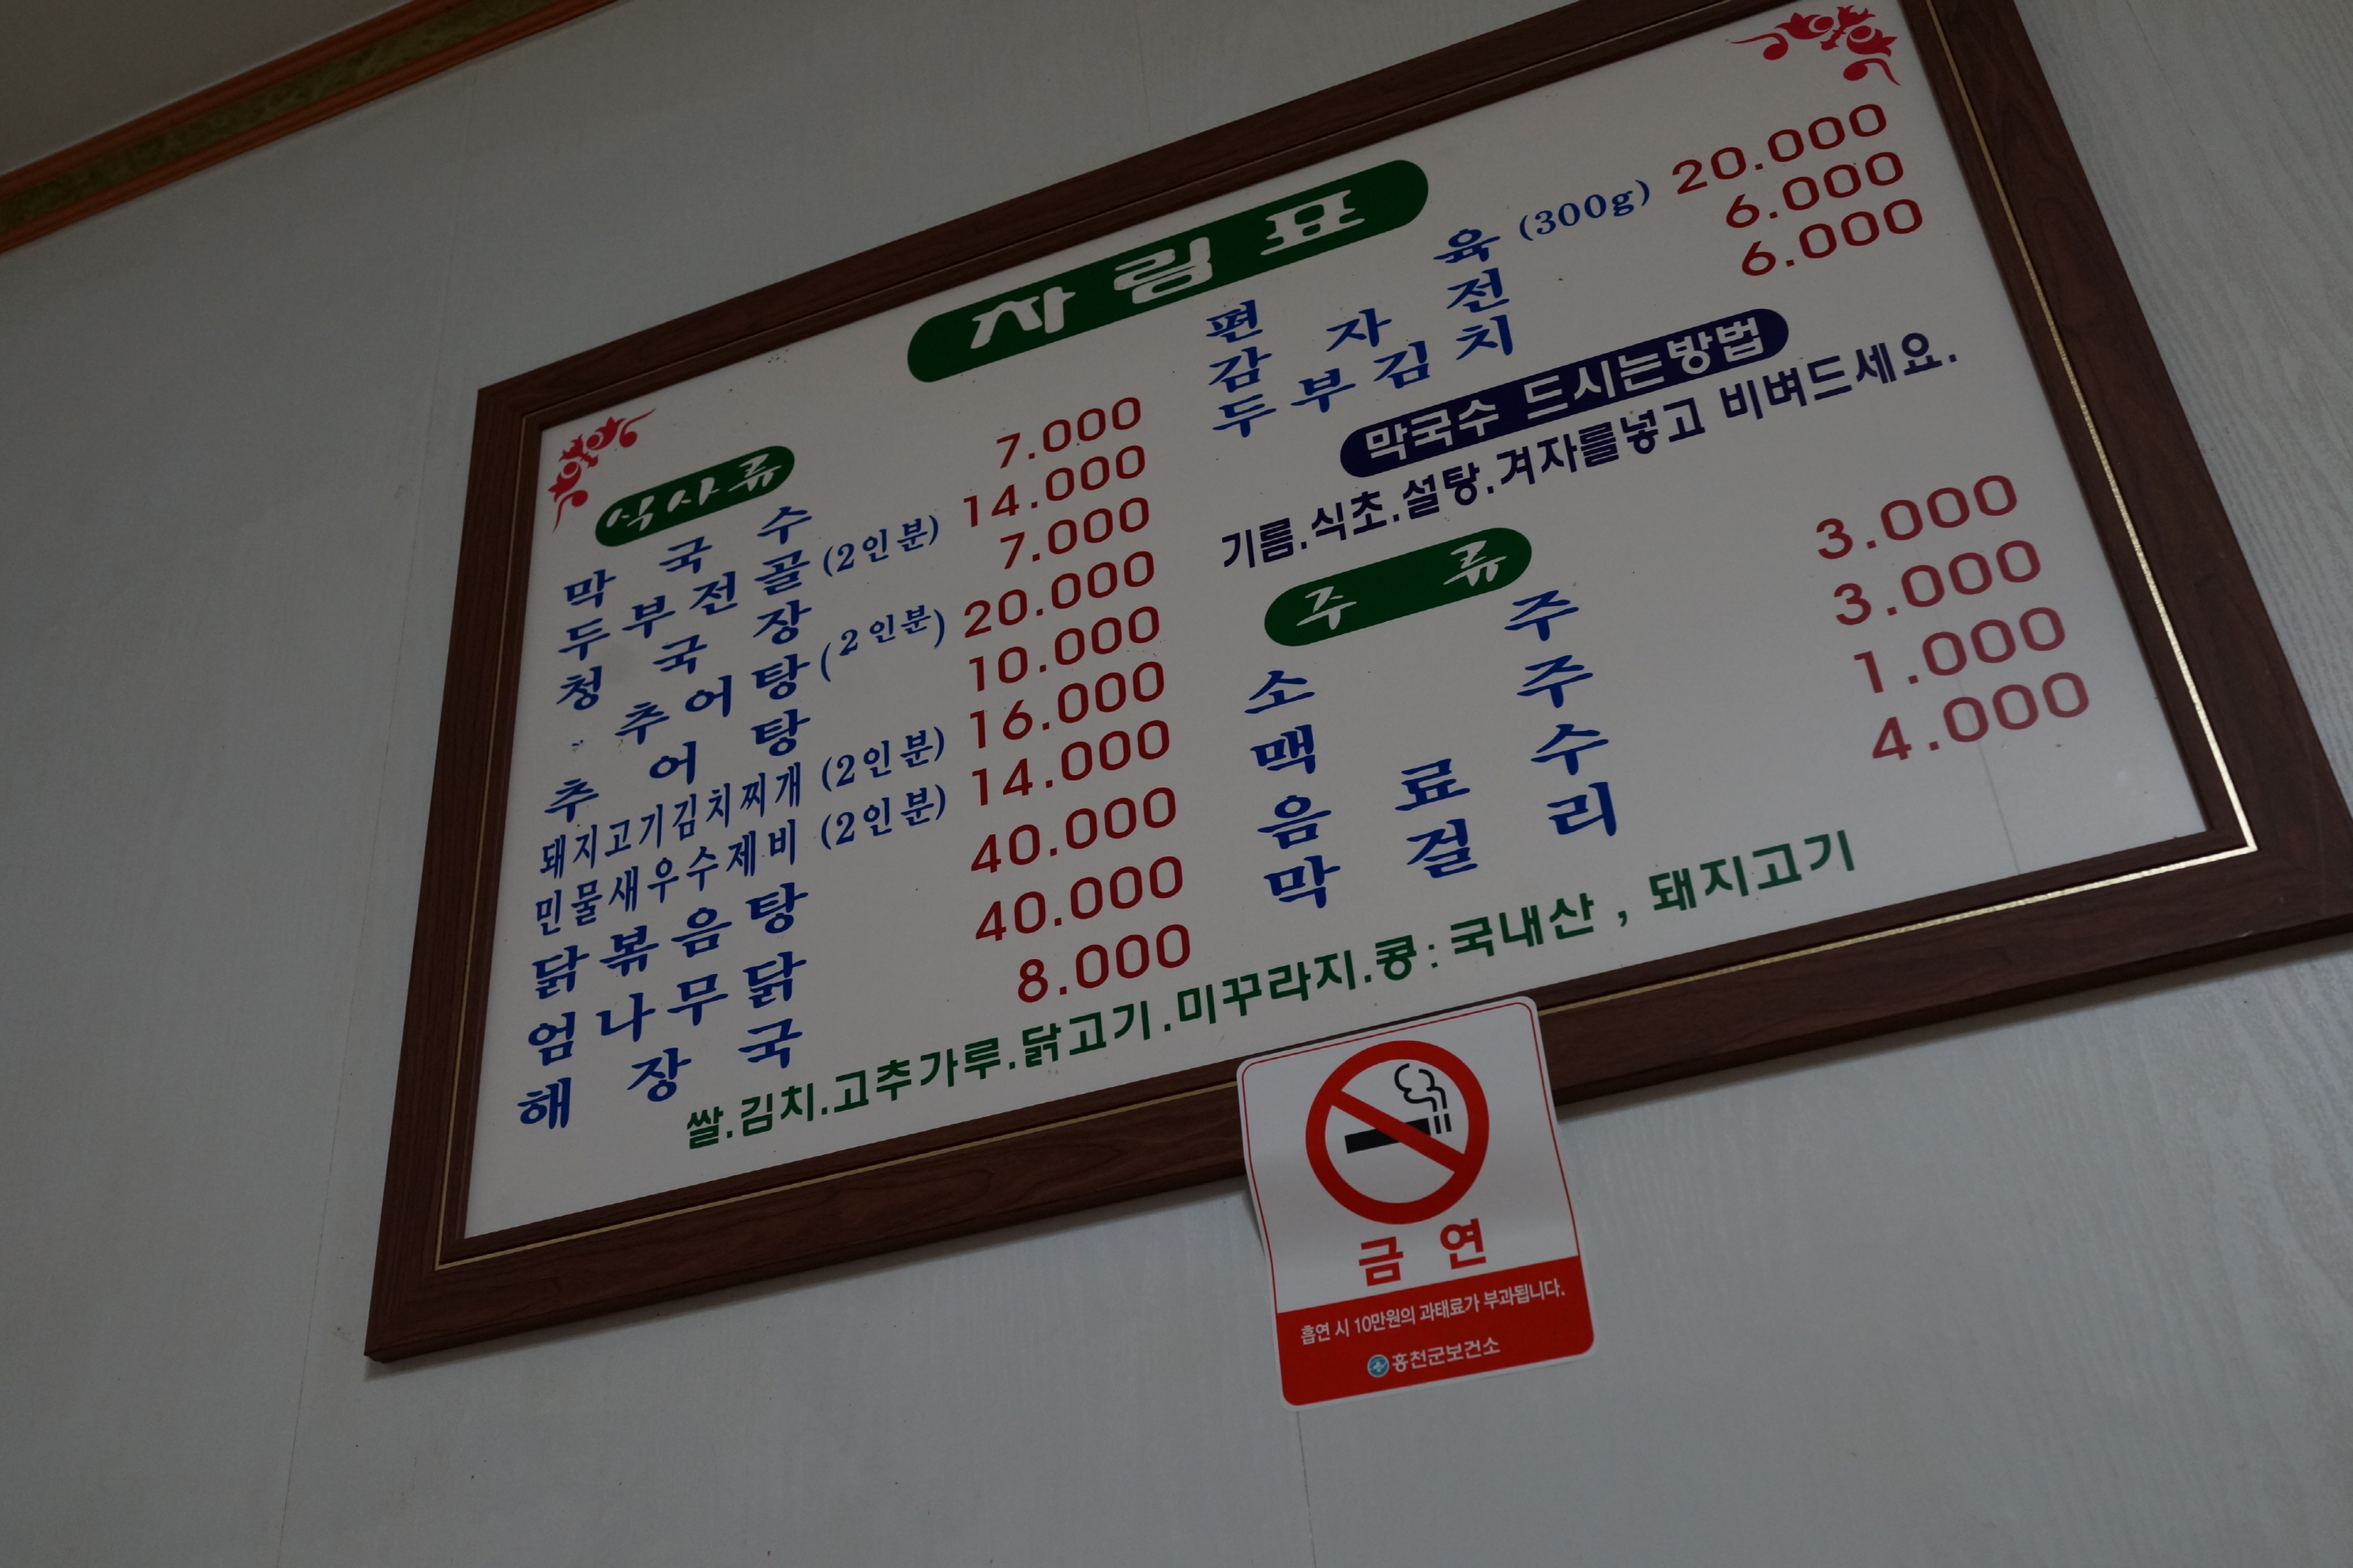 차림표
식사류
막국수 7.000
두부전골(2인분) 14.000
청국장 7.000
추어탕(2인분) 20.000
추어탕 10.000
돼지고기김치찌개(2인분) 16.000
민물새우수제비(2인분) 14.000
닭볶음탕 40.000
엄나무닭 40.000
해장국 8.000
편육(300g) 20.000
감자전 6.000
두부김치 6.000
막국수 드시는방법
기름.식초.설탕.겨자를넣고 비벼드세요.
주류
소주 3.000
맥주 3.000
음료수 1.000
막걸리 4.000
쌀.김치.고추가루.닭고기.미꾸라지.콩:국내산, 돼지고기
금연
흡연 시 10만원의 과태료가 부과됩니다.
홍천군보건소